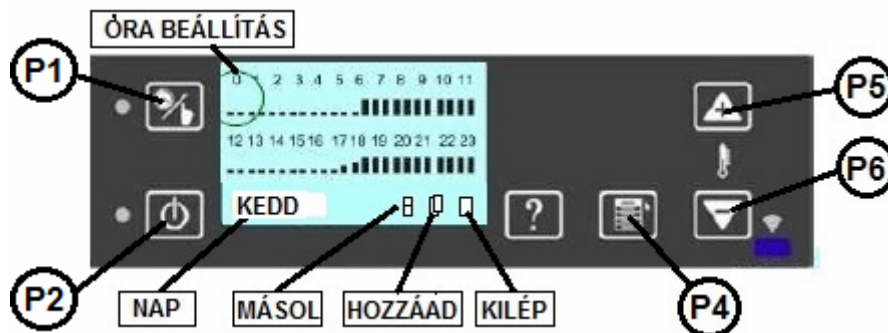 ÓRA BEÁLLÍTÁS
P1
P5
0 1 2 3 4 5 6 7 8 9 10 11
12 13 14 15 16 17 18 19 20 21 22 23
P6
KEDD
?
P2
NAP
MÁSOL
HOZZÁAD
KILÉP
P4